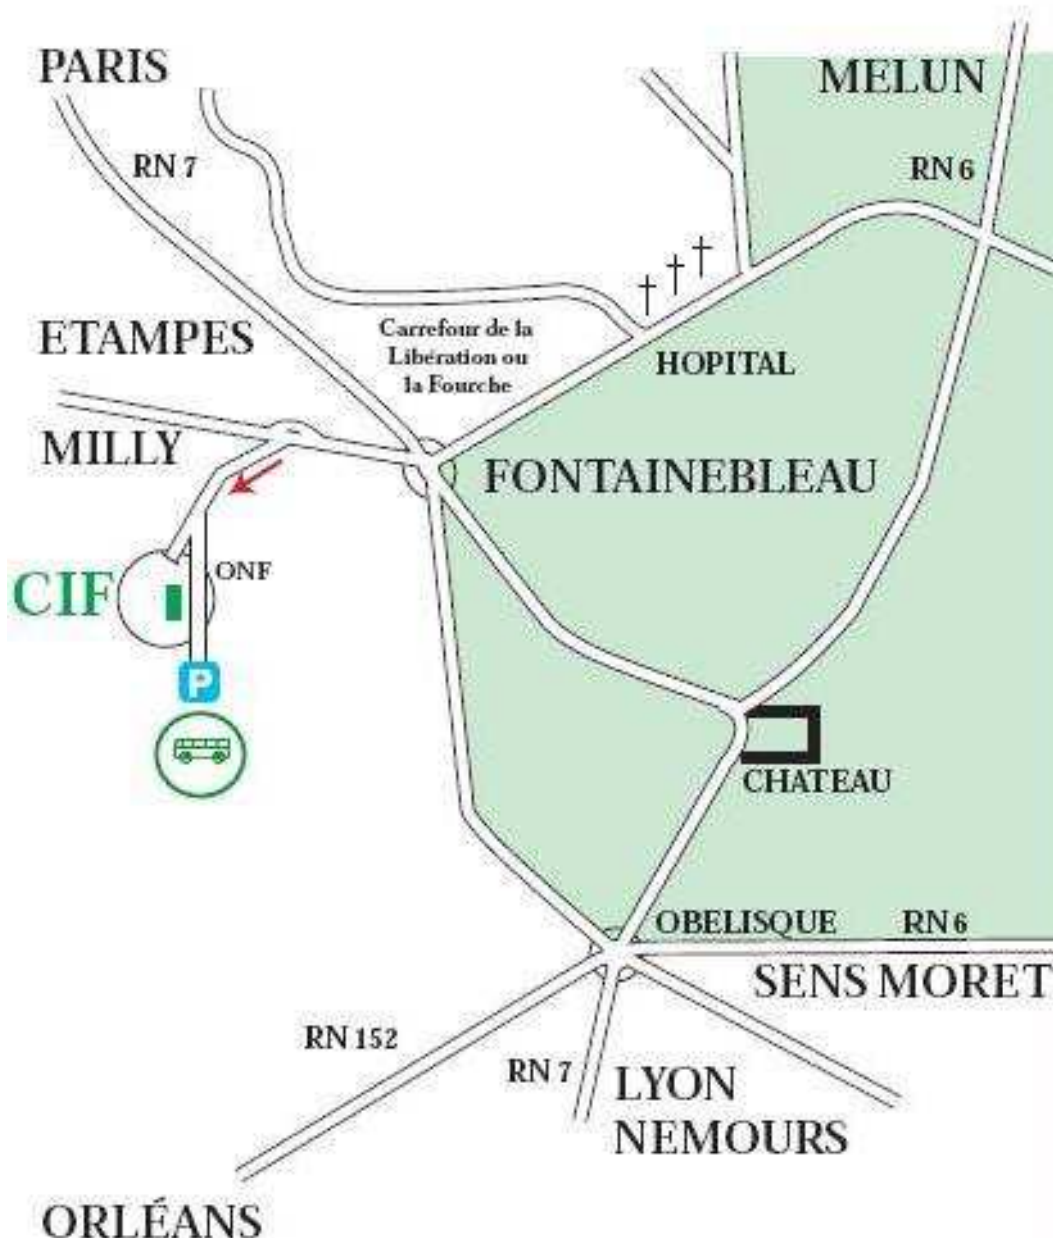 PARIS
MELUN
RN 7
RN 6
ETAMPES
Carrefour de la
Libération ou
la Fourche
HOPITAL
MILLY
FONTAINEBLEAU
CIF
ONF
P
CHATEAU
OBELISQUE
RN 6
SENS MORET
RN 152
RN 7
LYON
NEMOURS
ORLÉANS